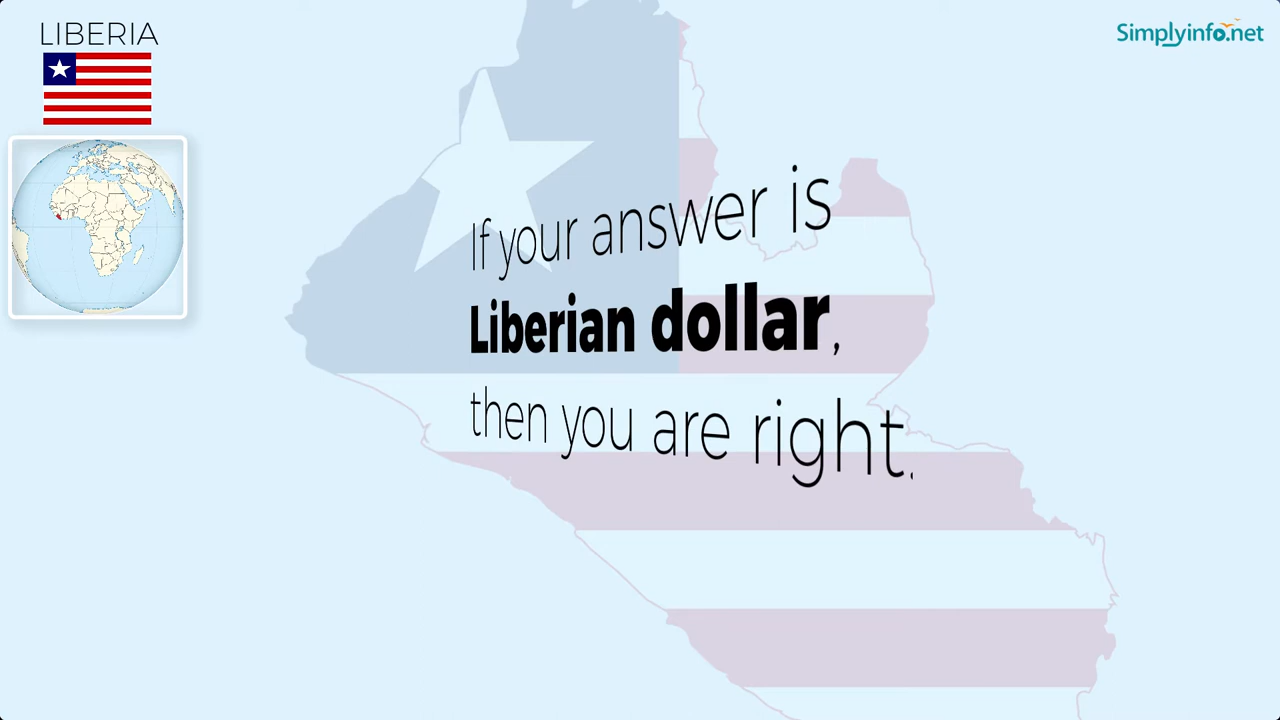 LIBERIA
Simplyinfo.net
If your answer is
Liberian dollar,
then you are right.